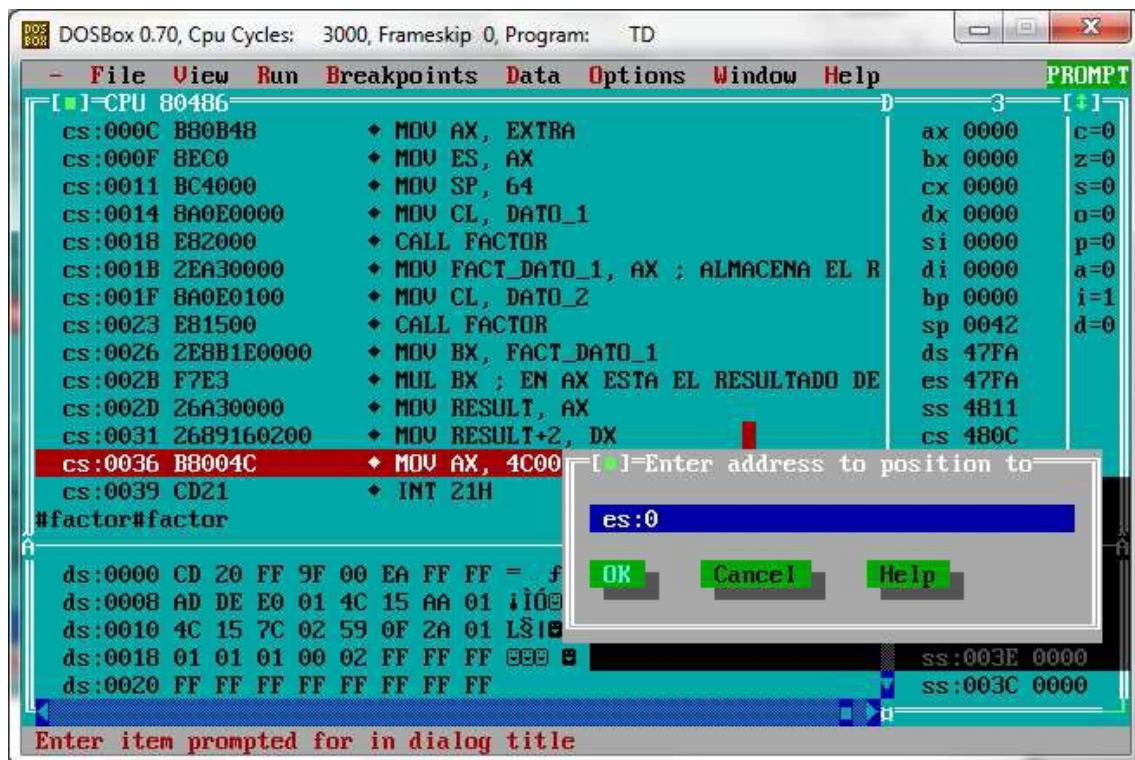 DOSBox 0.70, Cpu Cycles: 3000, Frameskip 0, Program: TD
- File View Run Breakpoints Data Options Window Help PROMPT
[■]=CPU 80486 D 3 [↕]
cs:000C B80B48 ♦ MOV AX, EXTRA ax 0000 c=0
cs:000F 8EC0 ♦ MOV ES, AX bx 0000 z=0
cs:0011 BC4000 ♦ MOV SP, 64 cx 0000 s=0
cs:0014 8A0E0000 ♦ MOV CL, DATO_1 dx 0000 o=0
cs:0018 E82000 ♦ CALL FACTOR si 0000 p=0
cs:001B 2EA30000 ♦ MOV FACT_DATO_1, AX ; ALMACENA EL R di 0000 a=0
cs:001F 8A0E0100 ♦ MOV CL, DATO_2 bp 0000 i=1
cs:0023 E81500 ♦ CALL FACTOR sp 0042 d=0
cs:0026 2E8B1E0000 ♦ MOV BX, FACT_DATO_1 ds 47FA
cs:002B F7E3 ♦ MUL BX ; EN AX ESTA EL RESULTADO DE es 47FA
cs:002D 26A30000 ♦ MOV RESULT, AX ss 4811
cs:0031 2689160200 ♦ MOV RESULT+2, DX cs 480C
cs:0036 B8004C ♦ MOV AX, 4C00
[■]=Enter address to position to
cs:0039 CD21 ♦ INT 21H
#factor#factor
es:0
OK Cancel Help
ds:0000 CD 20 FF 9F 00 EA FF FF = f
ds:0008 AD DE E0 01 4C 15 AA 01
ds:0010 4C 15 7C 02 59 0F 2A 01
ds:0018 01 01 01 00 02 FF FF FF ss:003E 0000
ds:0020 FF FF FF FF FF FF FF FF ss:003C 0000
Enter item prompted for in dialog title